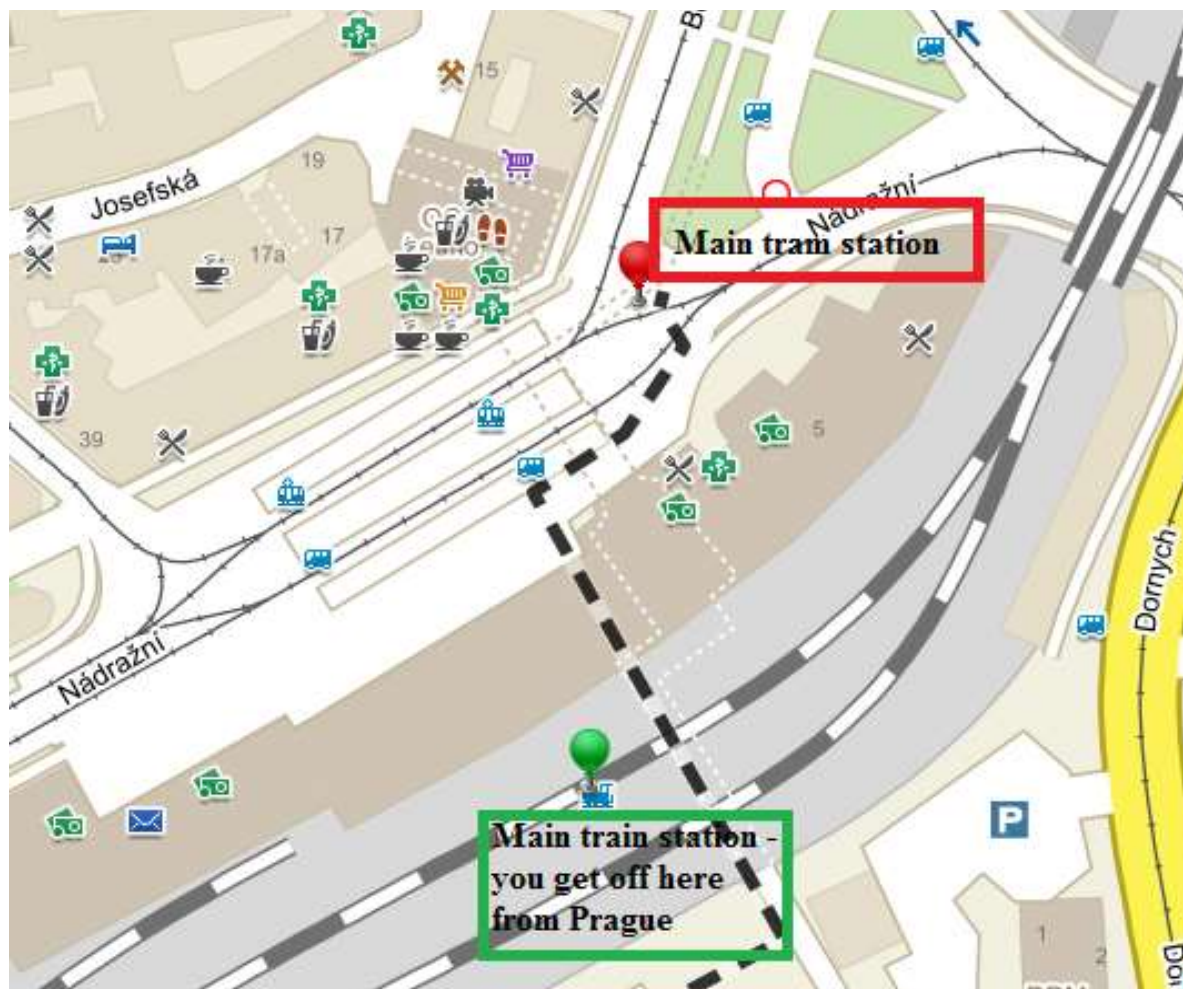 15
19
Josefská
17
17a
Nádražní
Main tram station
39
5
Dornych
Nádražní
Main train station -
you get off here
from Prague
P
1
2